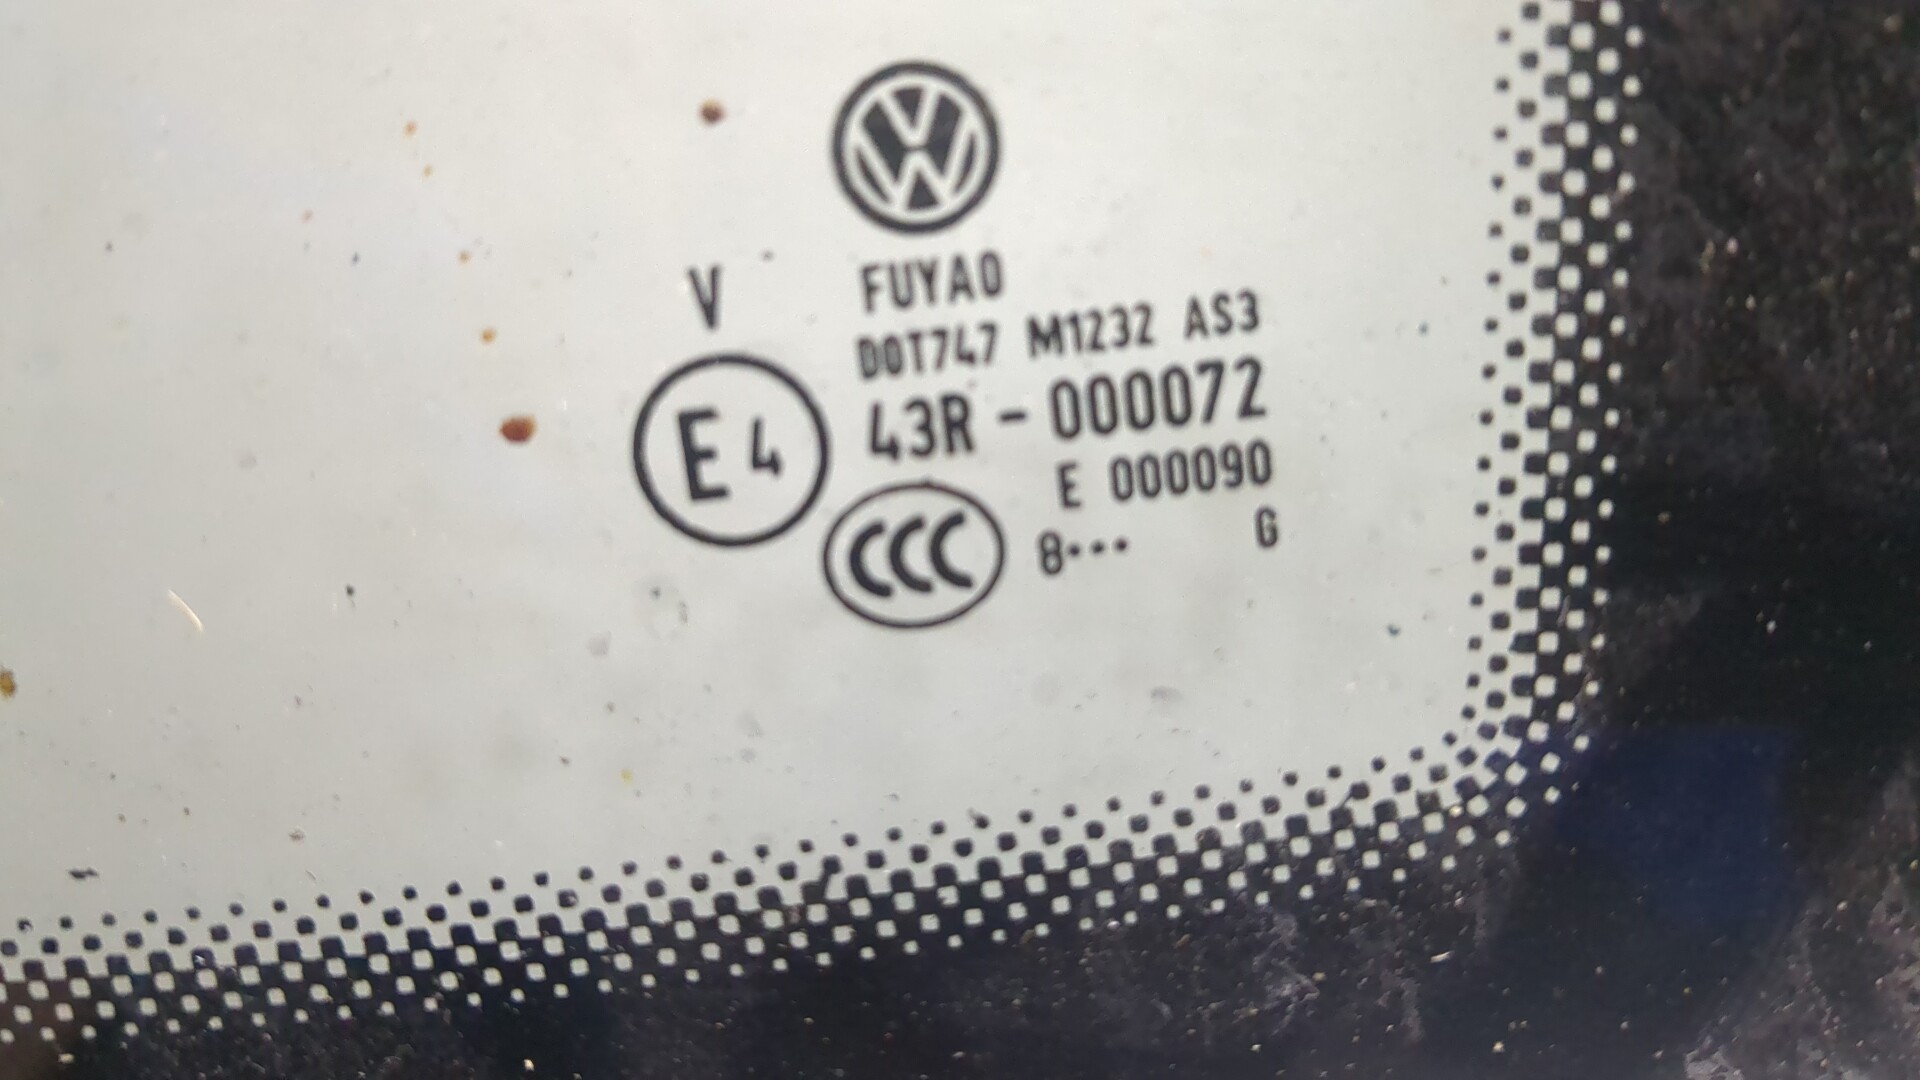 V
FUYAO
DOT747 M1232 AS3
E4
43R - 000072
E 000090
CCC
8••• G